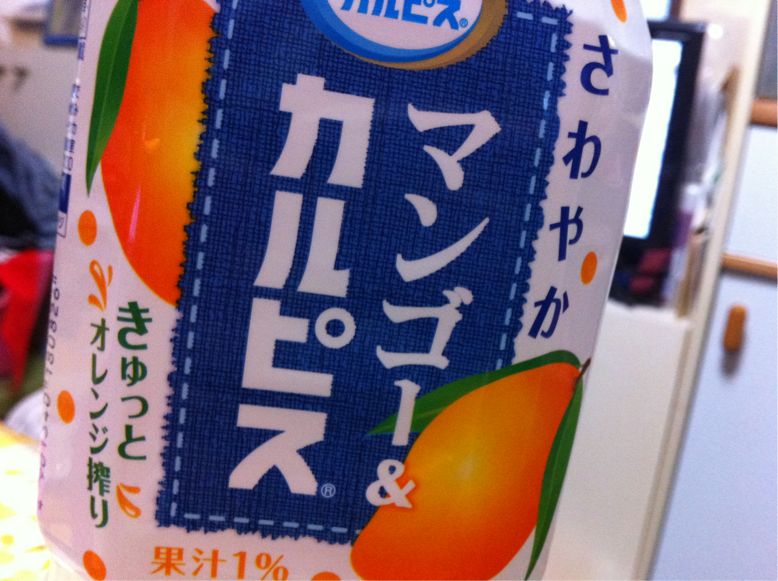 カルピス®
さわやか
マンゴー&
カルピス®
きゅっと
オレンジ搾り
果汁1%